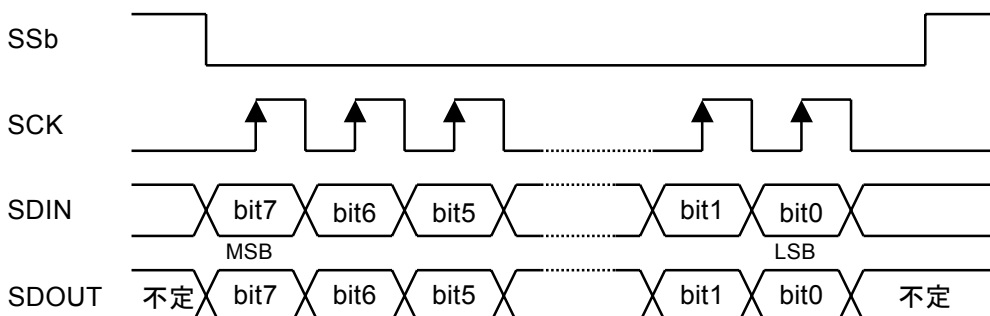 SSb
SCK
SDIN bit7 bit6 bit5 bit1 bit0
MSB LSB
SDOUT 不定 bit7 bit6 bit5 bit1 bit0 不定